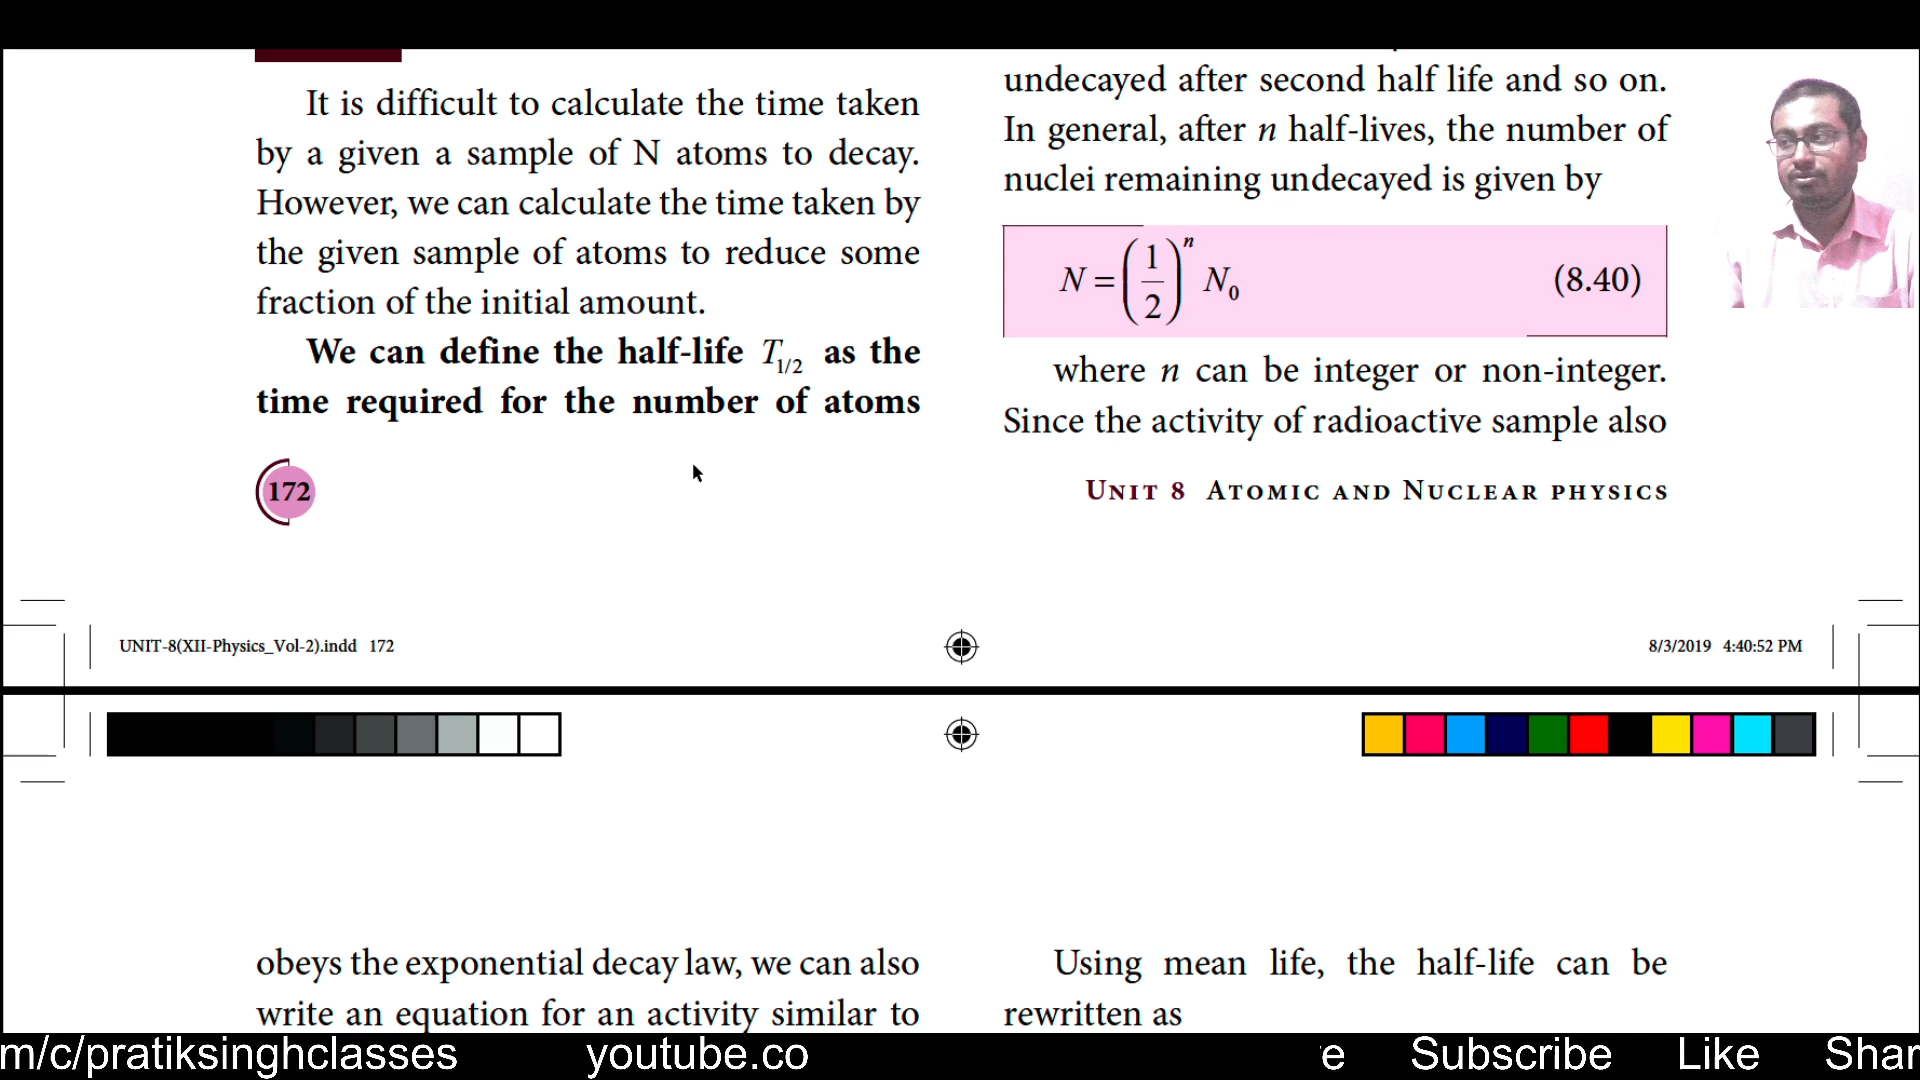 It is difficult to calculate the time taken
by a given a sample of N atoms to decay.
However, we can calculate the time taken by
the given sample of atoms to reduce some
fraction of the initial amount.
We can define the half-life T1/2 as the
time required for the number of atoms
172
undecayed after second half life and so on.
In general, after n half-lives, the number of
nuclei remaining undecayed is given by
N = (1/2)^n N0 (8.40)
where n can be integer or non-integer.
Since the activity of radioactive sample also
UNIT 8 ATOMIC AND NUCLEAR PHYSICS
UNIT-8(XII-Physics_Vol-2).indd 172
8/3/2019 4:40:52 PM
obeys the exponential decay law, we can also
write an equation for an activity similar to
Using mean life, the half-life can be
rewritten as
m/c/pratiksinghclasses youtube.co e Subscribe Like Shar